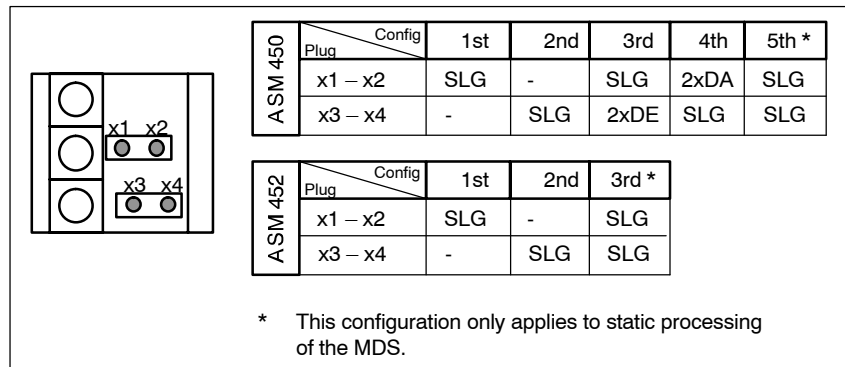 x1 x2
x3 x4
ASM 450
Plug Config 1st 2nd 3rd 4th 5th *
x1 – x2 SLG - SLG 2xDA SLG
x3 – x4 - SLG 2xDE SLG SLG
ASM 452
Plug Config 1st 2nd 3rd *
x1 – x2 SLG - SLG
x3 – x4 - SLG SLG
* This configuration only applies to static processing
of the MDS.